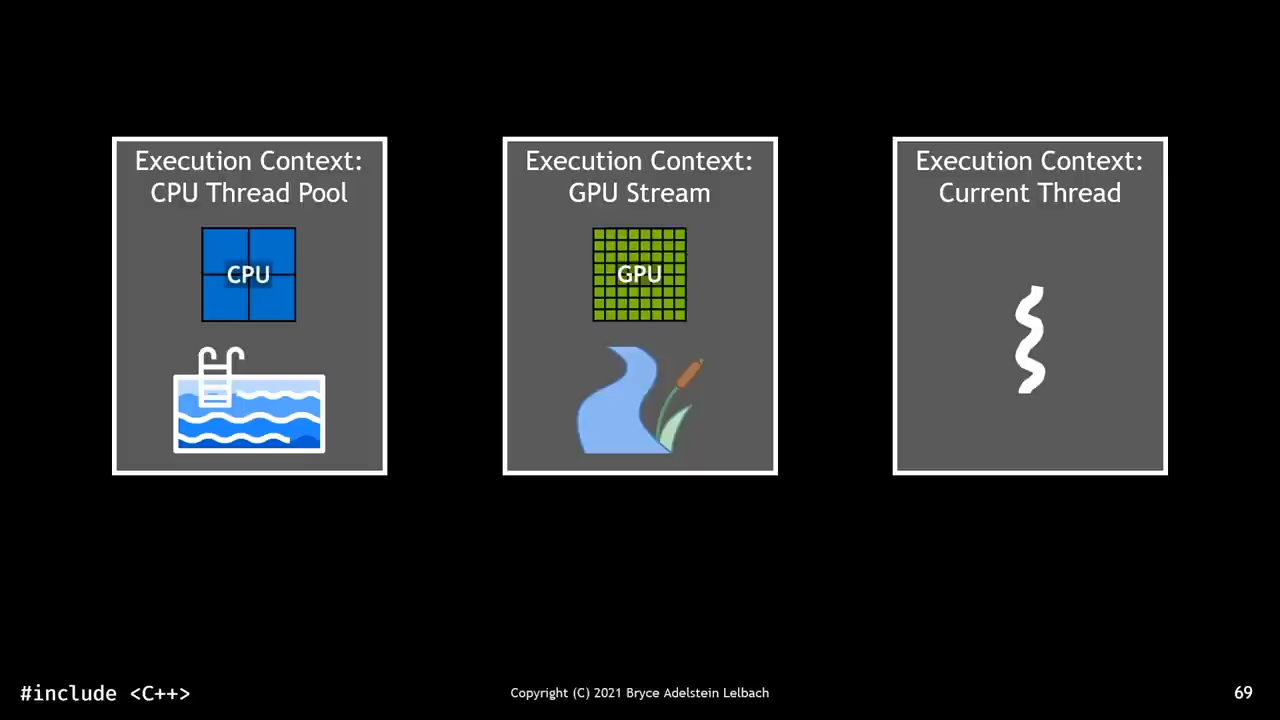 Execution Context:
CPU Thread Pool
CPU
Execution Context:
GPU Stream
GPU
Execution Context:
Current Thread
#include <C++>
Copyright (C) 2021 Bryce Adelstein Lelbach
69